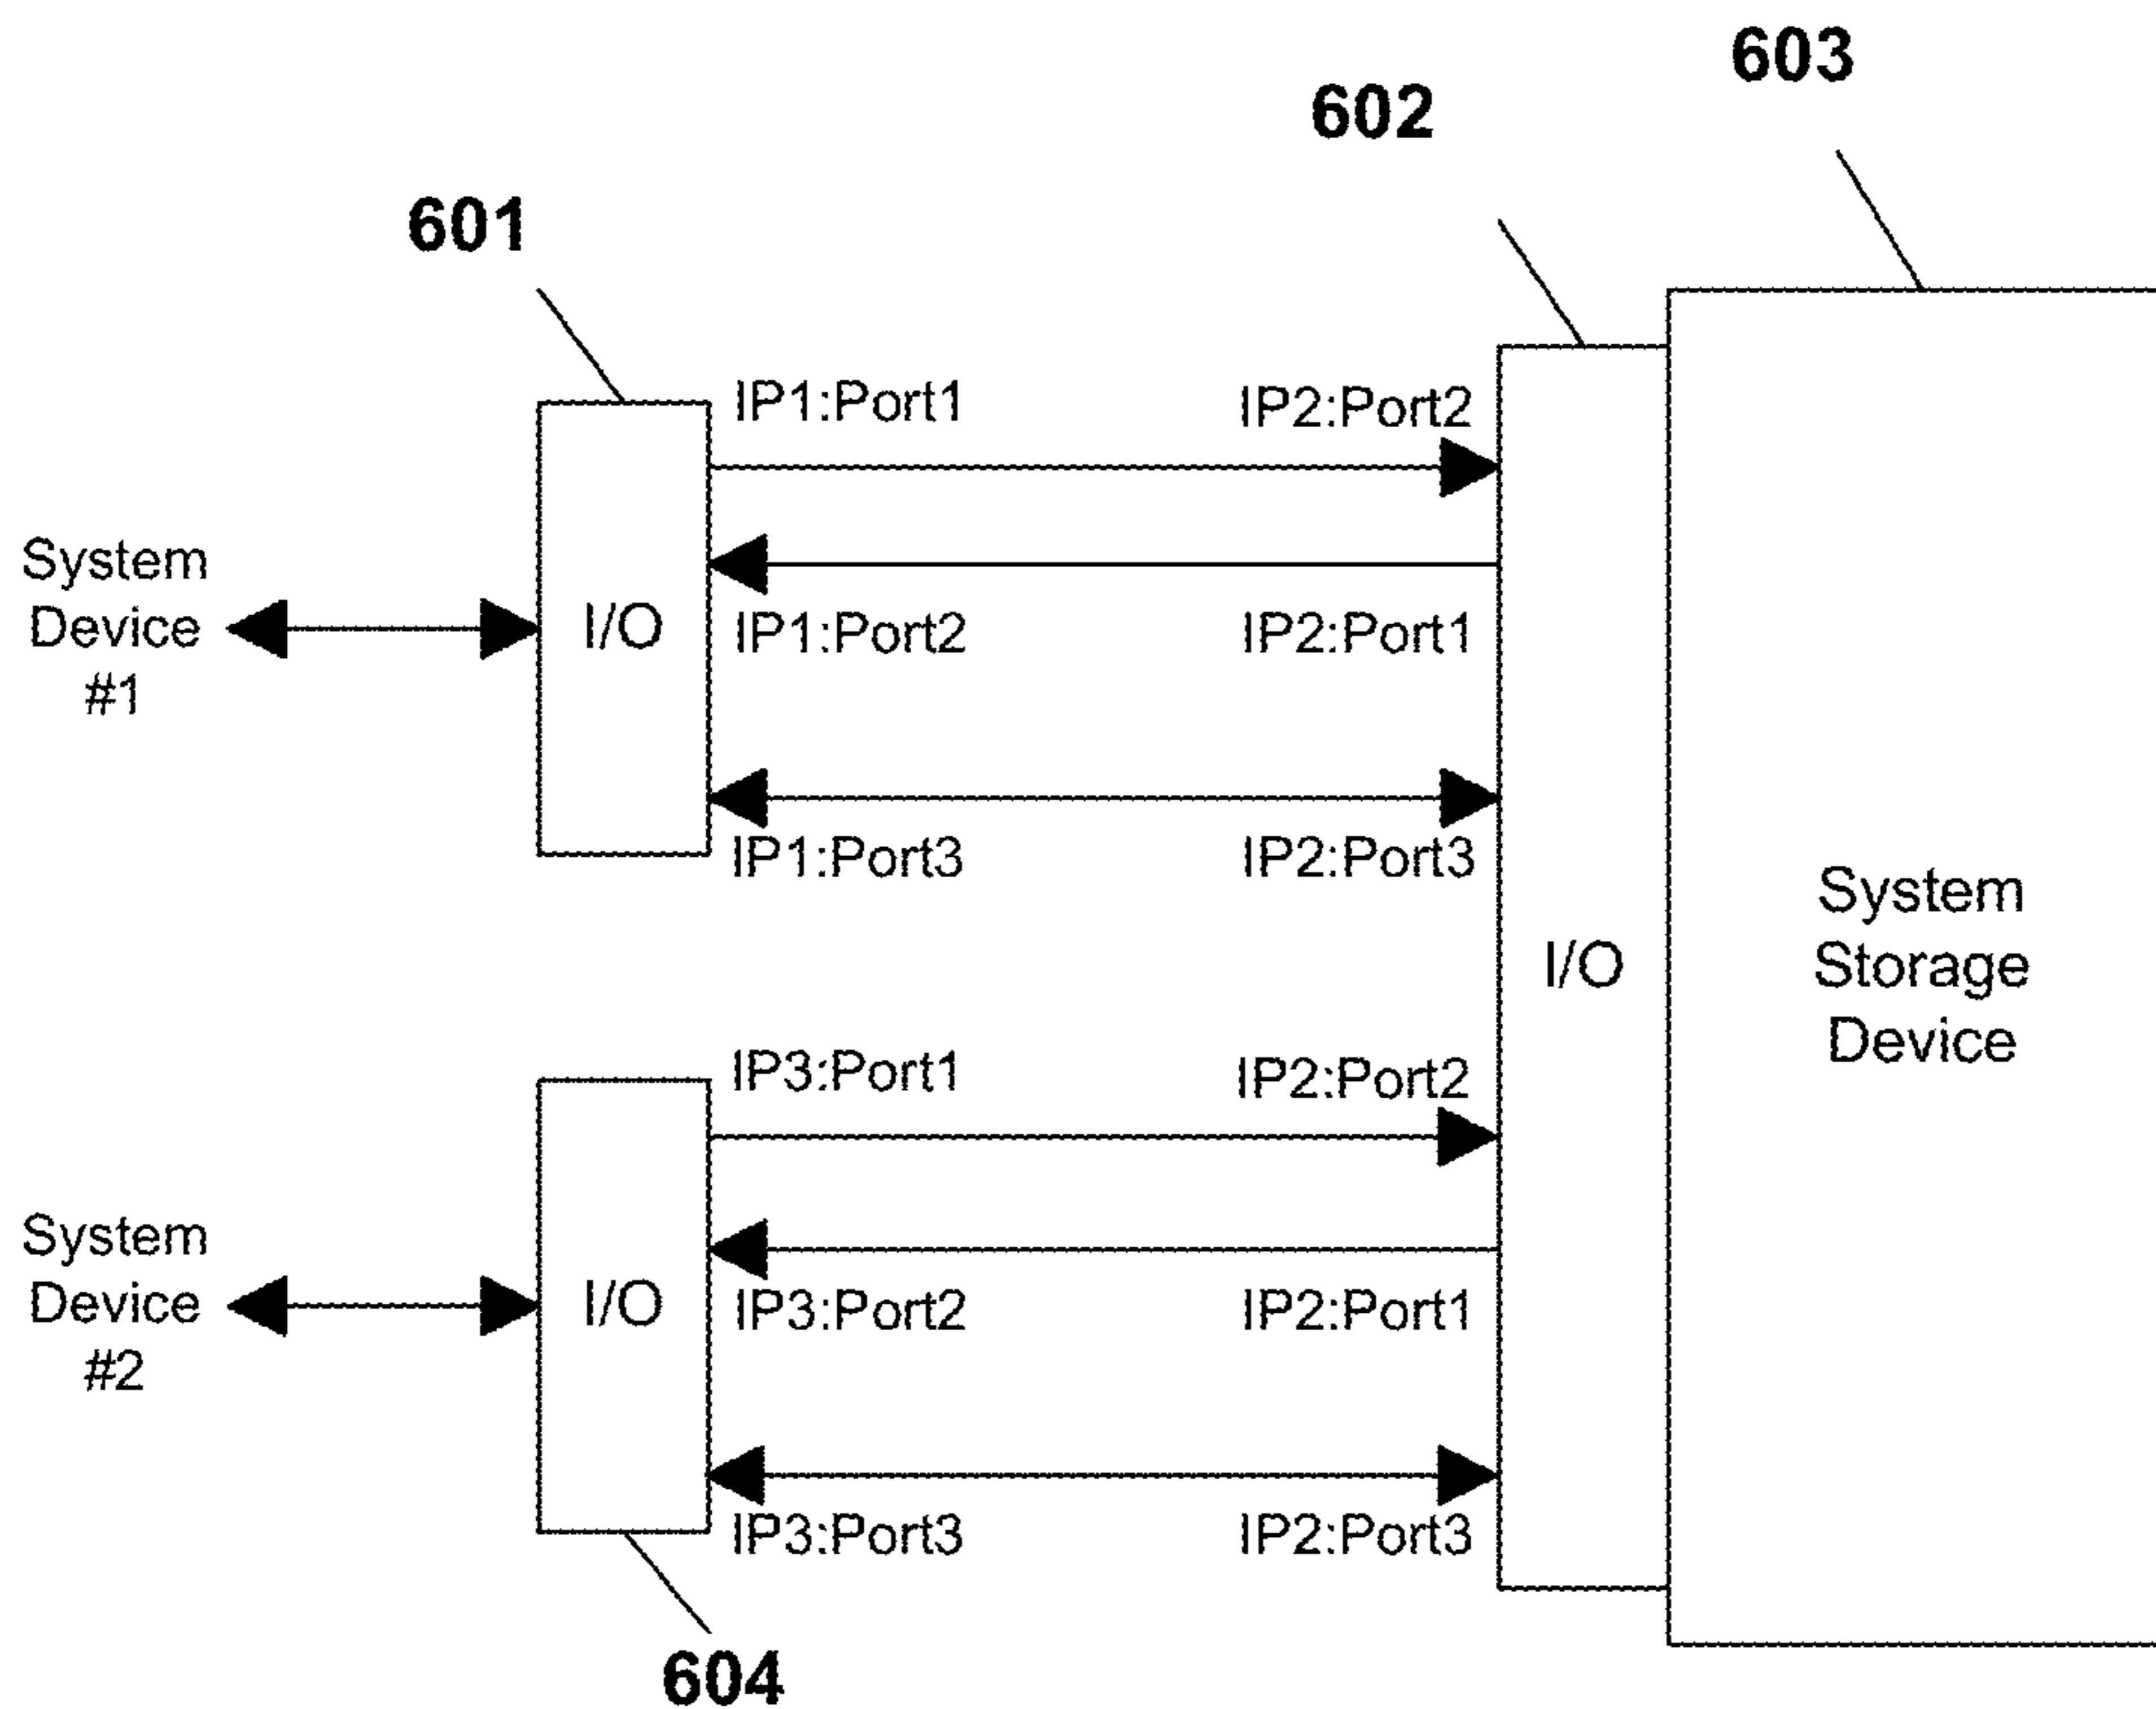 603
602
601
IP1:Port1
IP2:Port2
System
Device
#1
I/O
IP1:Port2
IP2:Port1
IP1:Port3
IP2:Port3
System
Storage
Device
I/O
IP3:Port1
IP2:Port2
System
Device
#2
I/O
IP3:Port2
IP2:Port1
IP3:Port3
IP2:Port3
604